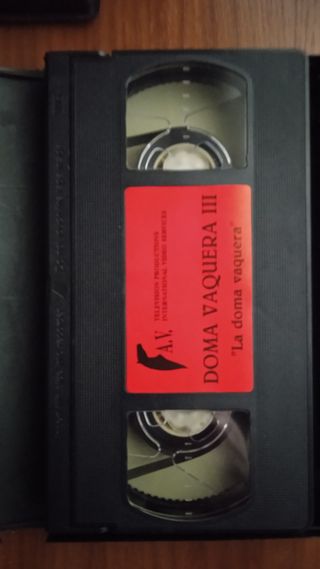 A.V.
TELEVISION PRODUCTIONS
INTERNATIONAL VIDEO SERVICES
DOMA VAQUERA III
"La doma vaquera"